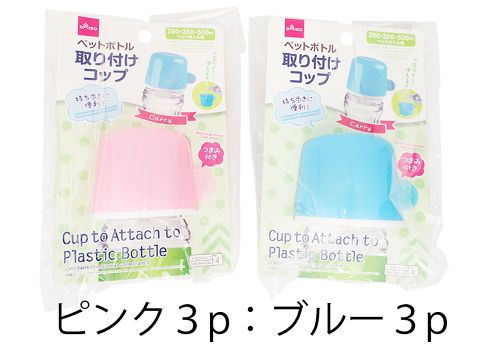 DAISO
280・350・500ml
ペットボトル
取り付け
コップ
持ち歩きに
便利!
Carry
つまみ
付き
Cup to Attach to
Plastic Bottle
DAISO
280・350・500ml
ペットボトル
取り付け
コップ
持ち歩きに
便利!
Carry
つまみ
付き
Cup to Attach to
Plastic Bottle
ピンク3p:ブルー3p